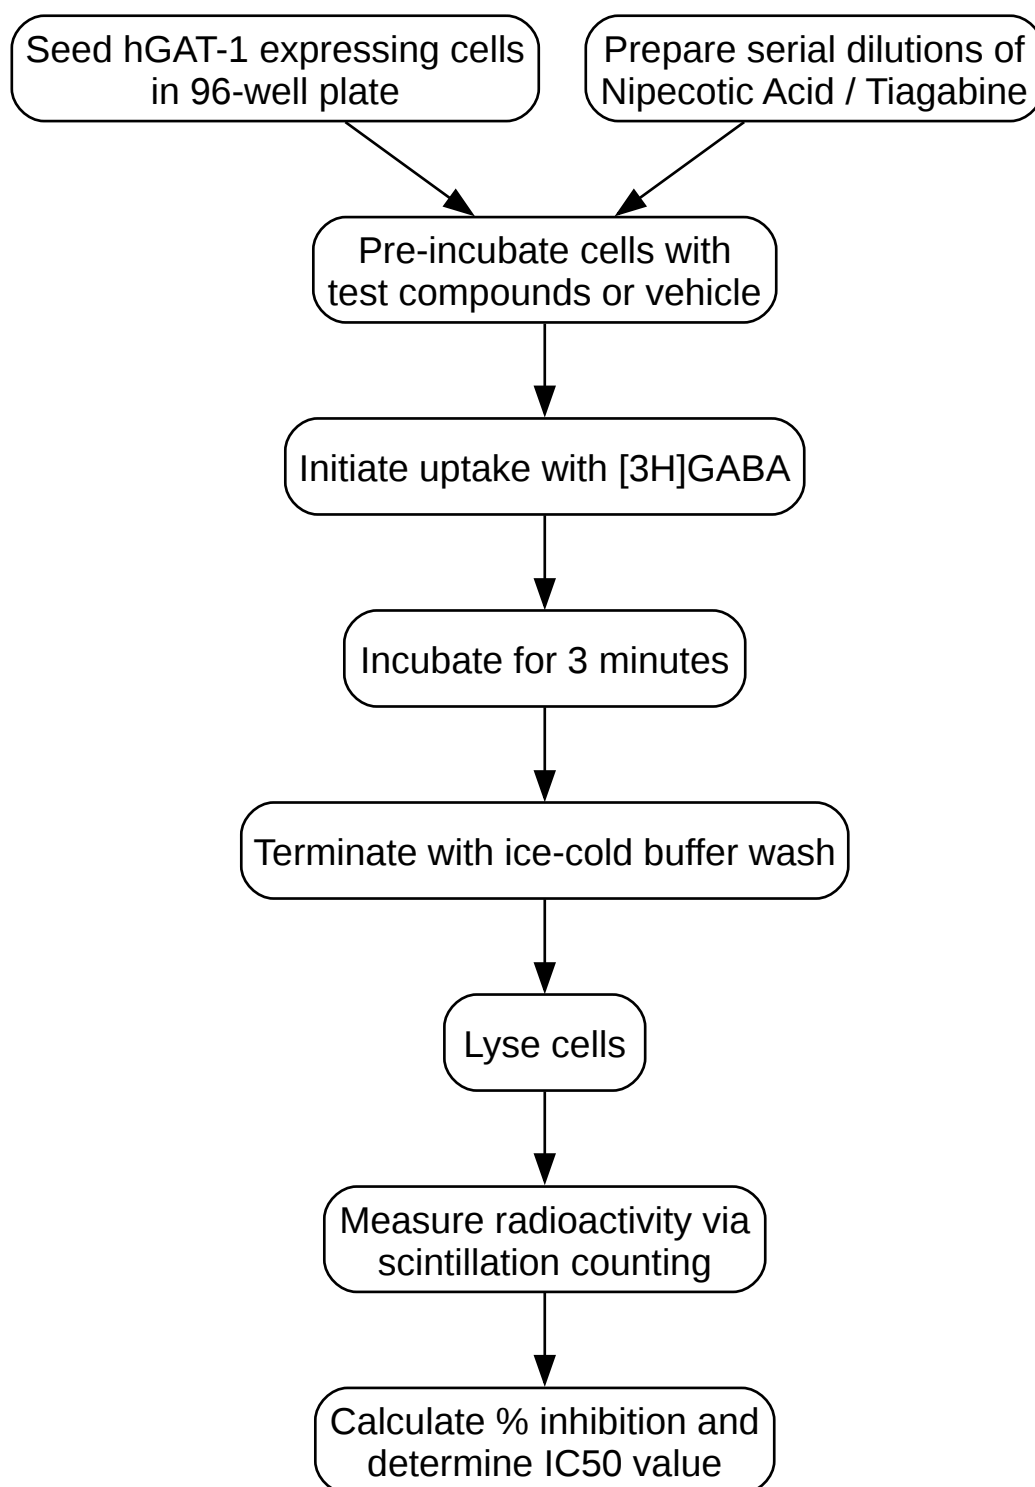 Seed hGAT-1 expressing cells
in 96-well plate
Prepare serial dilutions of
Nipecotic Acid / Tiagabine
Pre-incubate cells with
test compounds or vehicle
Initiate uptake with [3H]GABA
Incubate for 3 minutes
Terminate with ice-cold buffer wash
Lyse cells
Measure radioactivity via
scintillation counting
Calculate % inhibition and
determine IC50 value